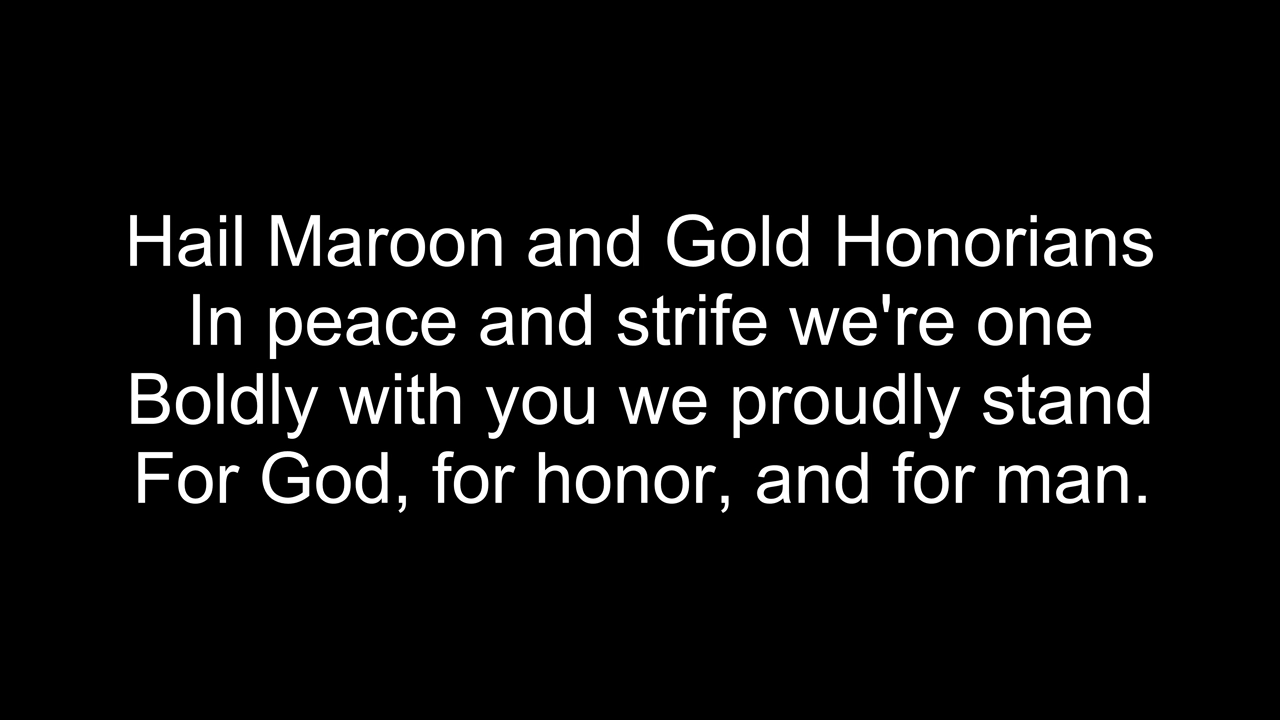 Hail Maroon and Gold Honorians
In peace and strife we're one
Boldly with you we proudly stand
For God, for honor, and for man.